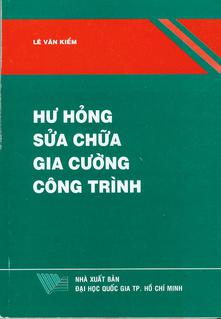 LÊ VĂN KIỂM
HƯ HỎNG
SỬA CHỮA
GIA CƯỜNG
CÔNG TRÌNH
NHÀ XUẤT BẢN
ĐẠI HỌC QUỐC GIA TP. HỒ CHÍ MINH